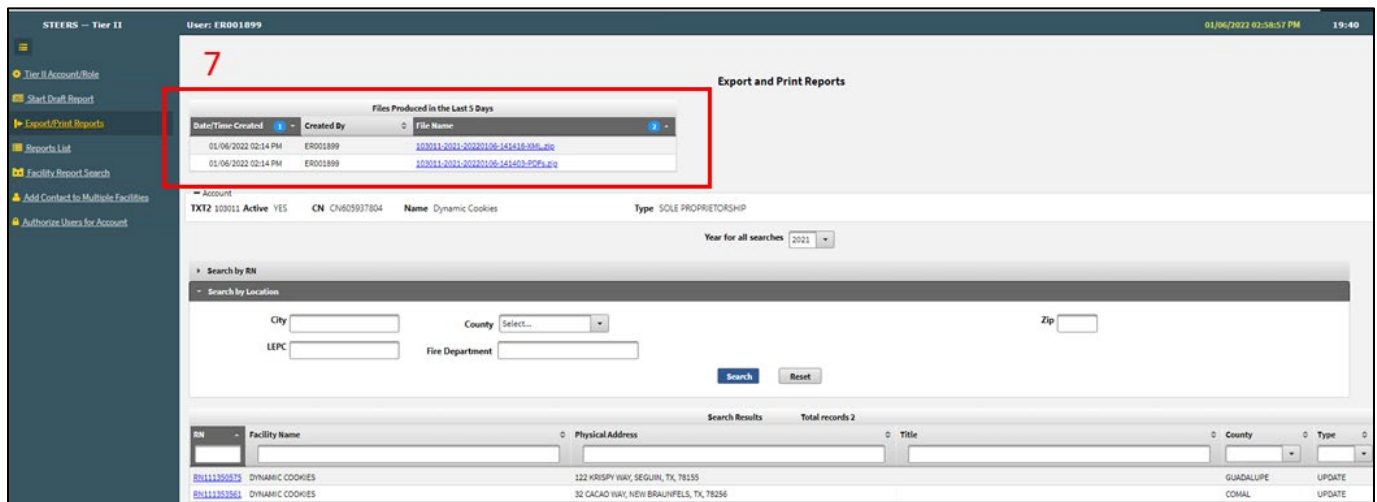 STEERS — Tier II User: ER001899 01/06/2022 02:58:57 PM 19:40
7
Tier II Account/Role
Start Draft Report
Export/Print Reports
Reports List
Facility Report Search
Add Contact to Multiple Facilities
Authorize Users for Account
Export and Print Reports
Files Produced in the Last 5 Days
Date/Time Created 1 Created By File Name 2
01/06/2022 02:14 PM ER001899 103011-2021-20220106-141416-XML.zip
01/06/2022 02:14 PM ER001899 103011-2021-20220106-141403-PDFs.zip
Account
TXT2 103011 Active YES CN CN605937804 Name Dynamic Cookies Type SOLE PROPRIETORSHIP
Year for all searches 2021
Search by RN
Search by Location
City County Select... Zip
LEPC Fire Department
Search Reset
Search Results Total records 2
RN Facility Name Physical Address Title County Type
RN111350575 DYNAMIC COOKIES 122 KRISPY WAY, SEGUIN, TX, 78155 GUADALUPE UPDATE
RN111353561 DYNAMIC COOKIES 32 CACAO WAY, NEW BRAUNFELS, TX, 78256 COMAL UPDATE